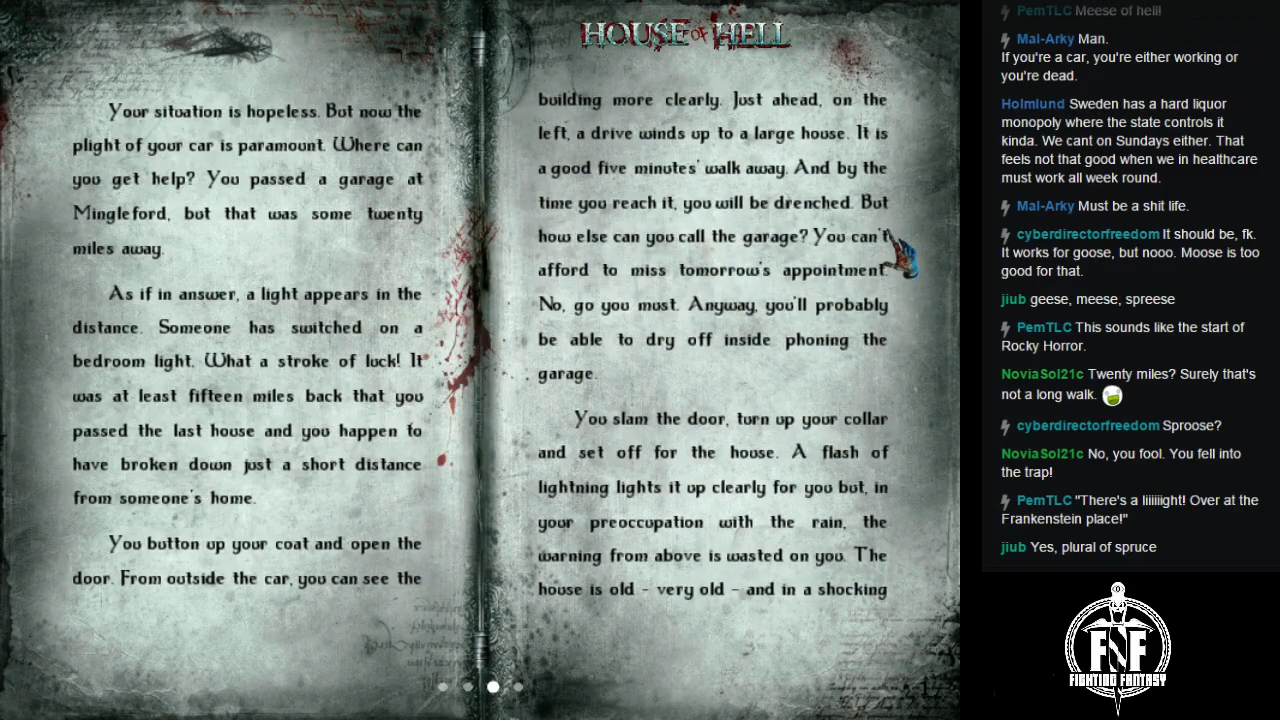 HOUSE OF HELL
Your situation is hopeless. But now the
plight of your car is paramount. Where can
you get help? You passed a garage at
Mingleford, but that was some twenty
miles away.
As if in answer, a light appears in the
distance. Someone has switched on a
bedroom light. What a stroke of luck! It
was at least fifteen miles back that you
passed the last house and you happen to
have broken down just a short distance
from someone's home.
You button up your coat and open the
door. From outside the car, you can see the
building more clearly. Just ahead, on the
left, a drive winds up to a large house. It is
a good five minutes' walk away. And by the
time you reach it, you will be drenched. But
how else can you call the garage? You can't
afford to miss tomorrow's appointment.
No, go you must. Anyway, you'll probably
be able to dry off inside phoning the
garage.
You slam the door, turn up your collar
and set off for the house. A flash of
lightning lights it up clearly for you but, in
your preoccupation with the rain, the
warning from above is wasted on you. The
house is old - very old - and in a shocking
PemTLC Meese of hell!
Mal-Arky Man.
If you're a car, you're either working or
you're dead.
Holmlund Sweden has a hard liquor
monopoly where the state controls it
kinda. We cant on Sundays either. That
feels not that good when we in healthcare
must work all week round.
Mal-Arky Must be a shit life.
cyberdirectorfreedom It should be, fk.
It works for goose, but nooo. Moose is too
good for that.
jiub geese, meese, spreese
PemTLC This sounds like the start of
Rocky Horror.
NoviaSol21c Twenty miles? Surely that's
not a long walk.
cyberdirectorfreedom Sproose?
NoviaSol21c No, you fool. You fell into
the trap!
PemTLC "There's a liiiiiight! Over at the
Frankenstein place!"
jiub Yes, plural of spruce
FNF
FIGHTING FANTASY